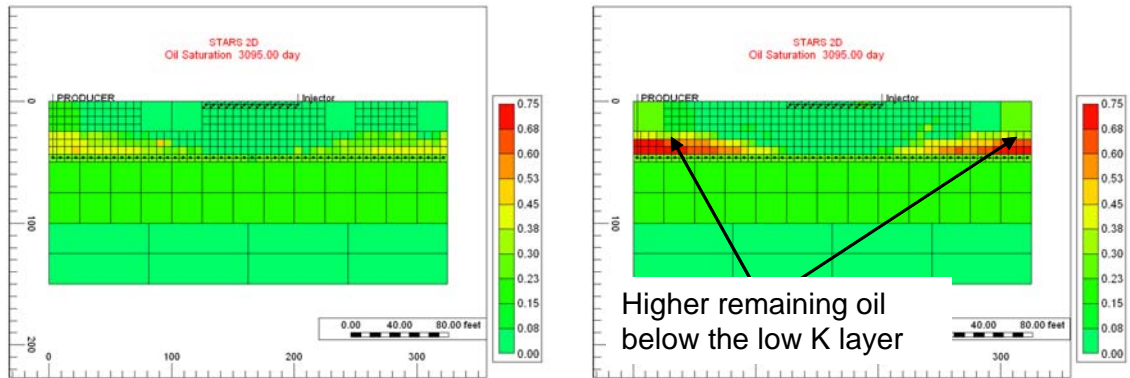 STARS 2D
Oil Saturation 3095.00 day
PRODUCER Injector
0
100
200
0 100 200 300
0.75
0.68
0.60
0.53
0.45
0.38
0.30
0.23
0.15
0.08
0.00
0.00 40.00 80.00 feet
STARS 2D
Oil Saturation 3095.00 day
PRODUCER Injector
0
100
200
300
0.75
0.68
0.60
0.53
0.45
0.38
0.30
0.23
0.15
0.08
0.00
40.00 80.00 feet
Higher remaining oil
below the low K layer